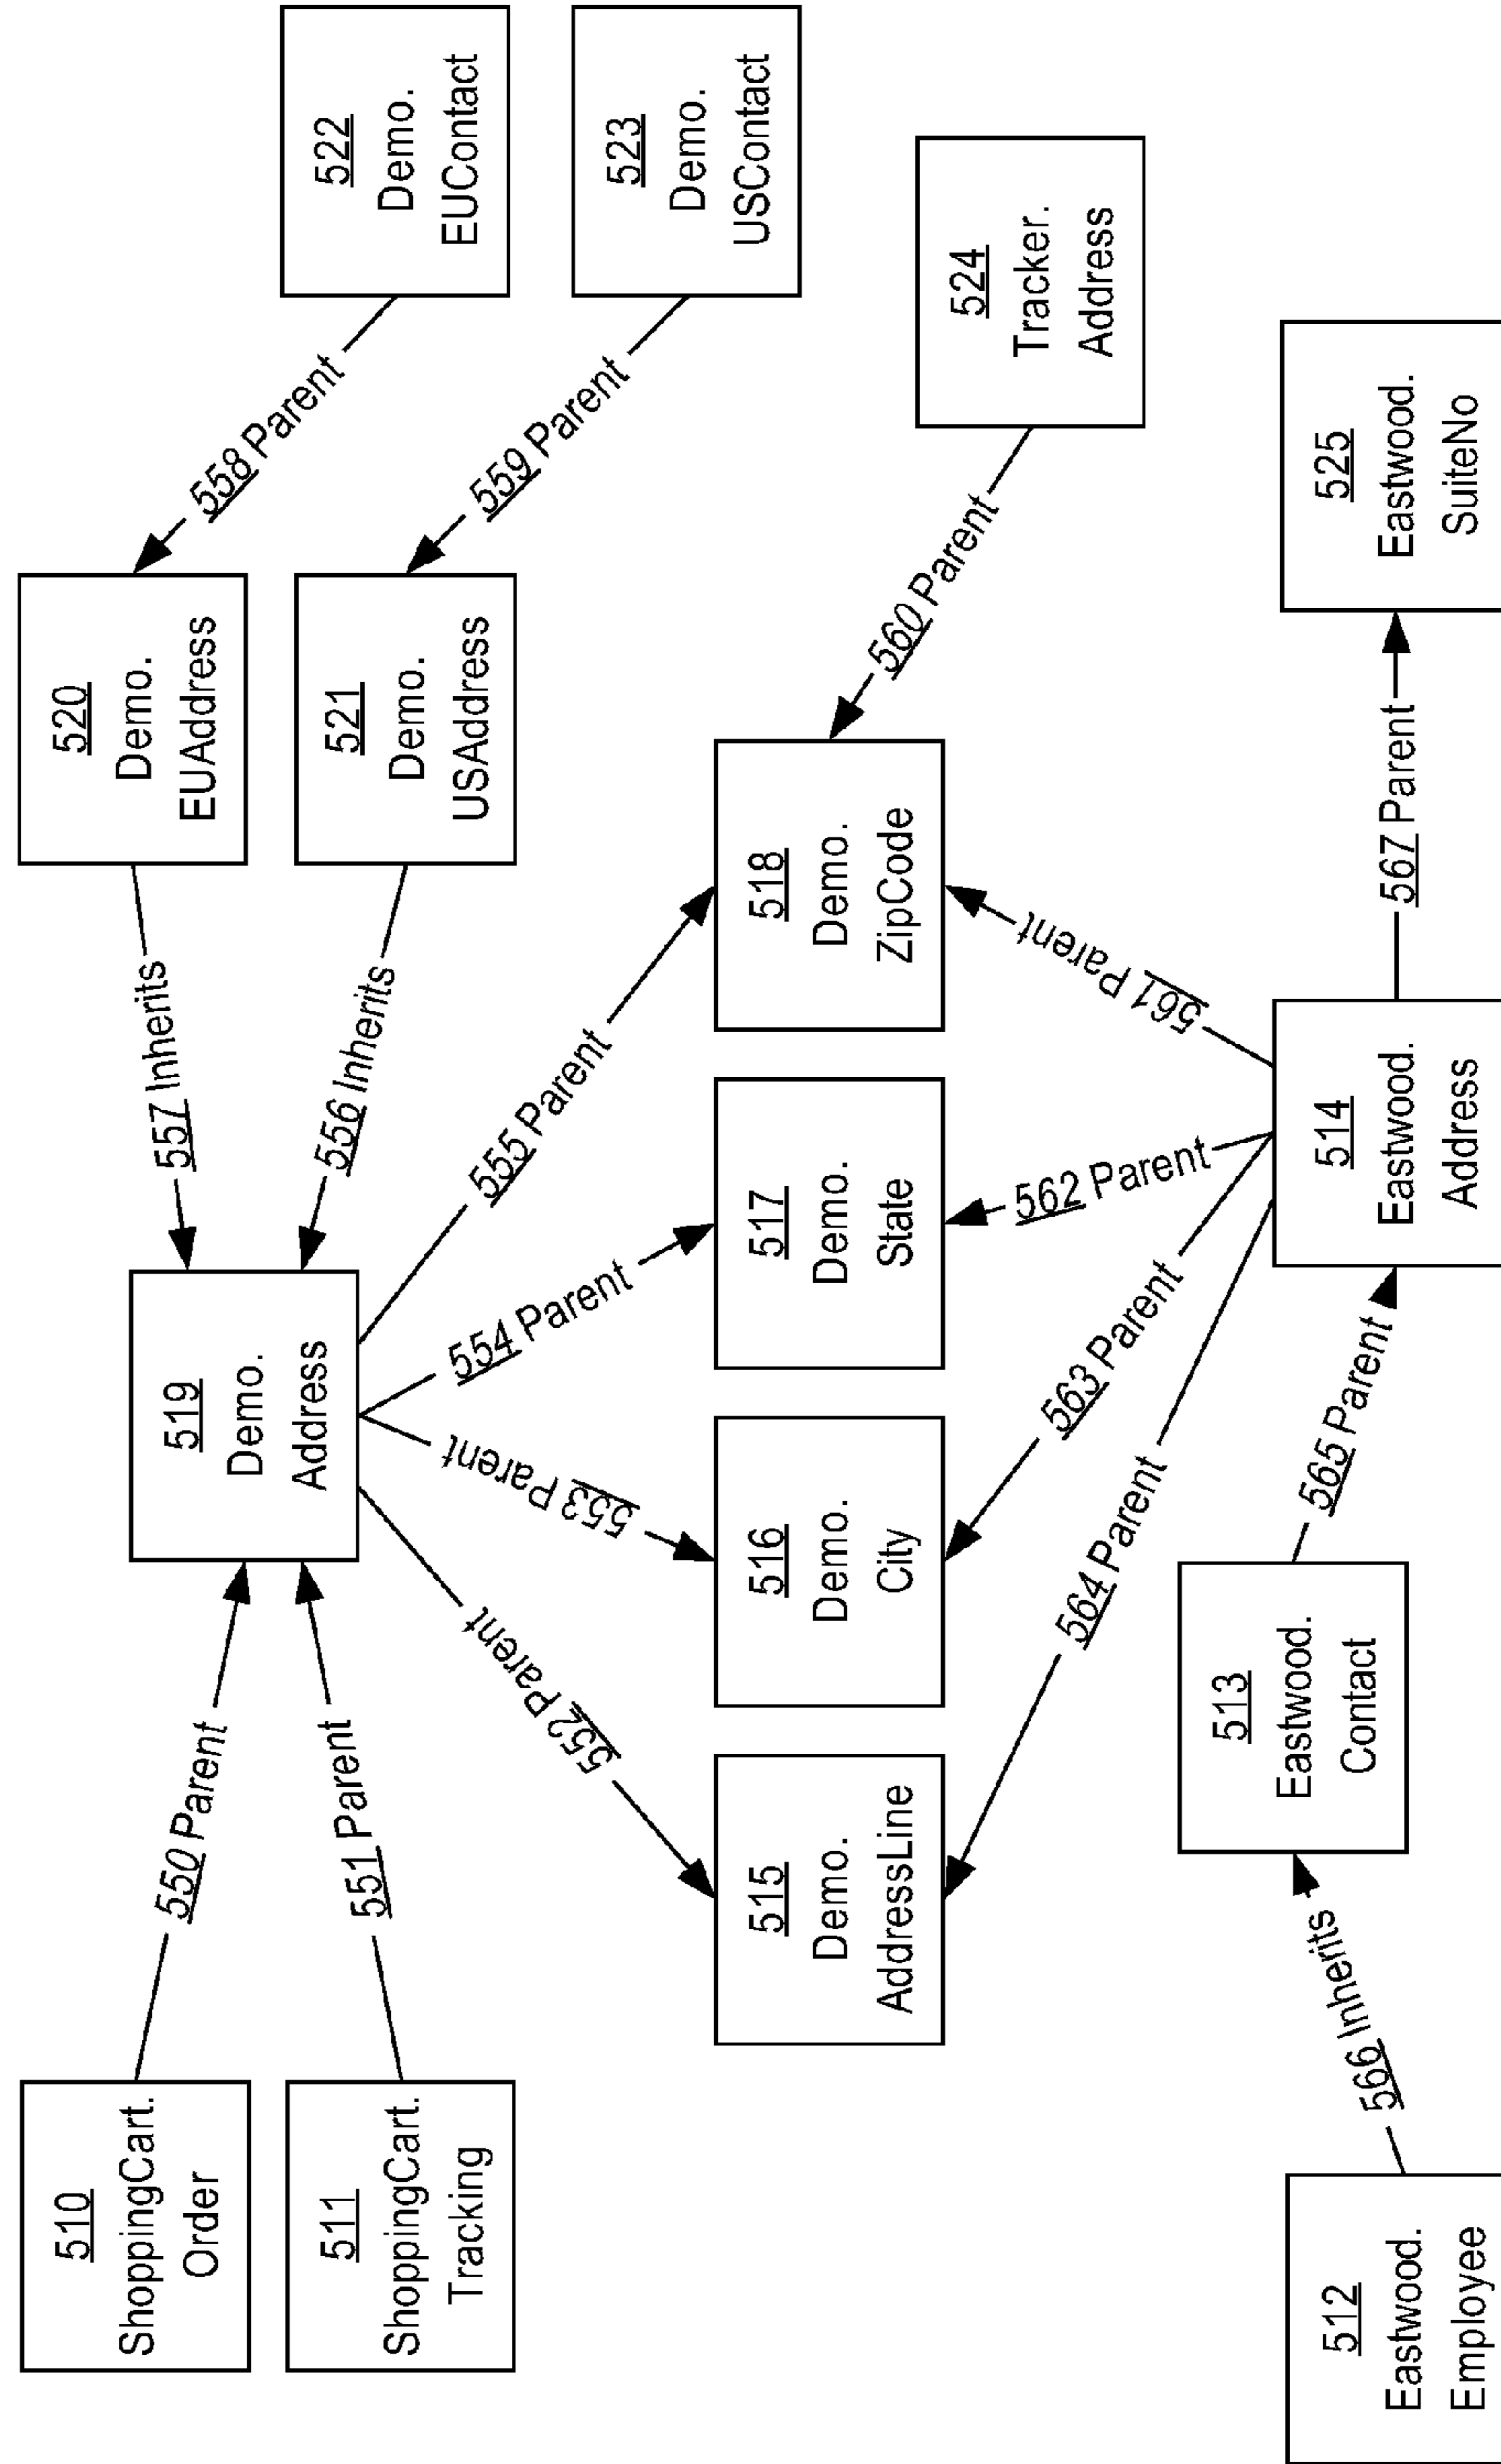 510
ShoppingCart.
Order
511
ShoppingCart.
Tracking
550 Parent
551 Parent
519
Demo.
Address
557 Inherits
556 Inherits
520
Demo.
EUAddress
521
Demo.
USAddress
558 Parent
559 Parent
522
Demo.
EUContact
523
Demo.
USContact
552 Parent
553 Parent
554 Parent
555 Parent
515
Demo.
AddressLine
516
Demo.
City
517
Demo.
State
518
Demo.
ZipCode
560 Parent
524
Tracker.
Address
564 Parent
563 Parent
562 Parent
561 Parent
512
Eastwood.
Employee
566 Inherits
513
Eastwood.
Contact
565 Parent
514
Eastwood.
Address
567 Parent
525
Eastwood.
SuiteNo